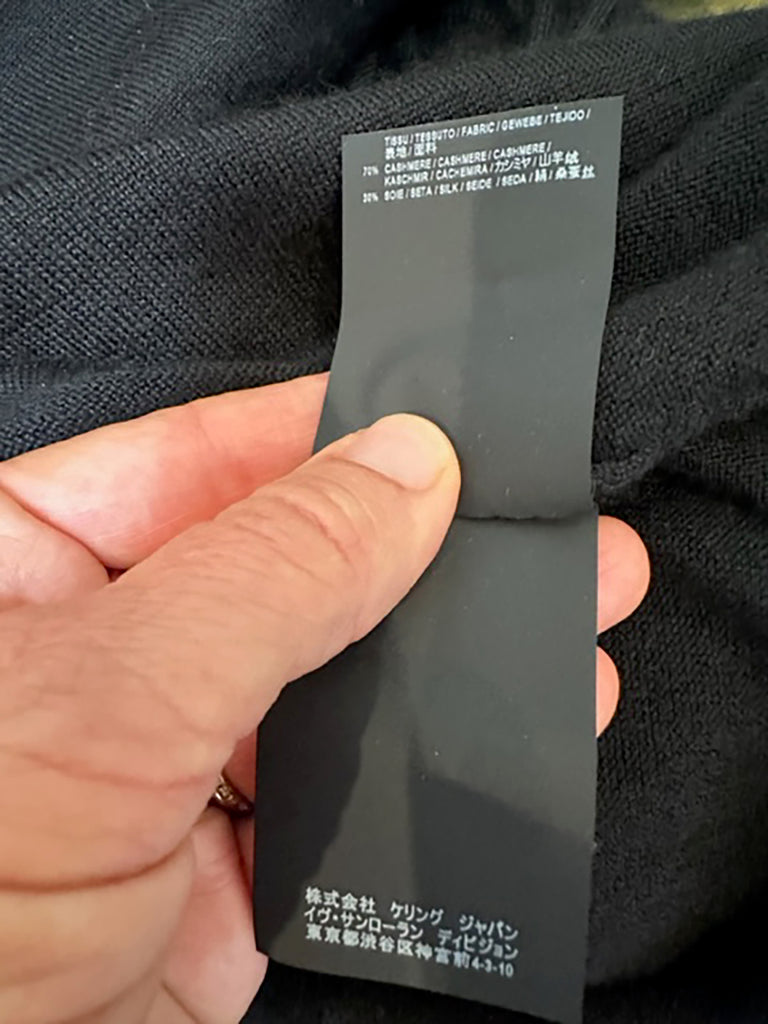 TISSU / TESSUTO / FABRIC / GEWEBE / TEJIDO /
表地 / 面料
70% CASHMERE / CASHMERE / CASHMERE /
KASCHMIR / CACHEMIRA / カシミヤ / 山羊绒
30% SOIE / SETA / SILK / SEIDE / SEDA / 絹 / 桑蚕丝
株式会社 ケリング ジャパン
イヴ・サンローラン ディビジョン
東京都渋谷区神宮前4-3-10